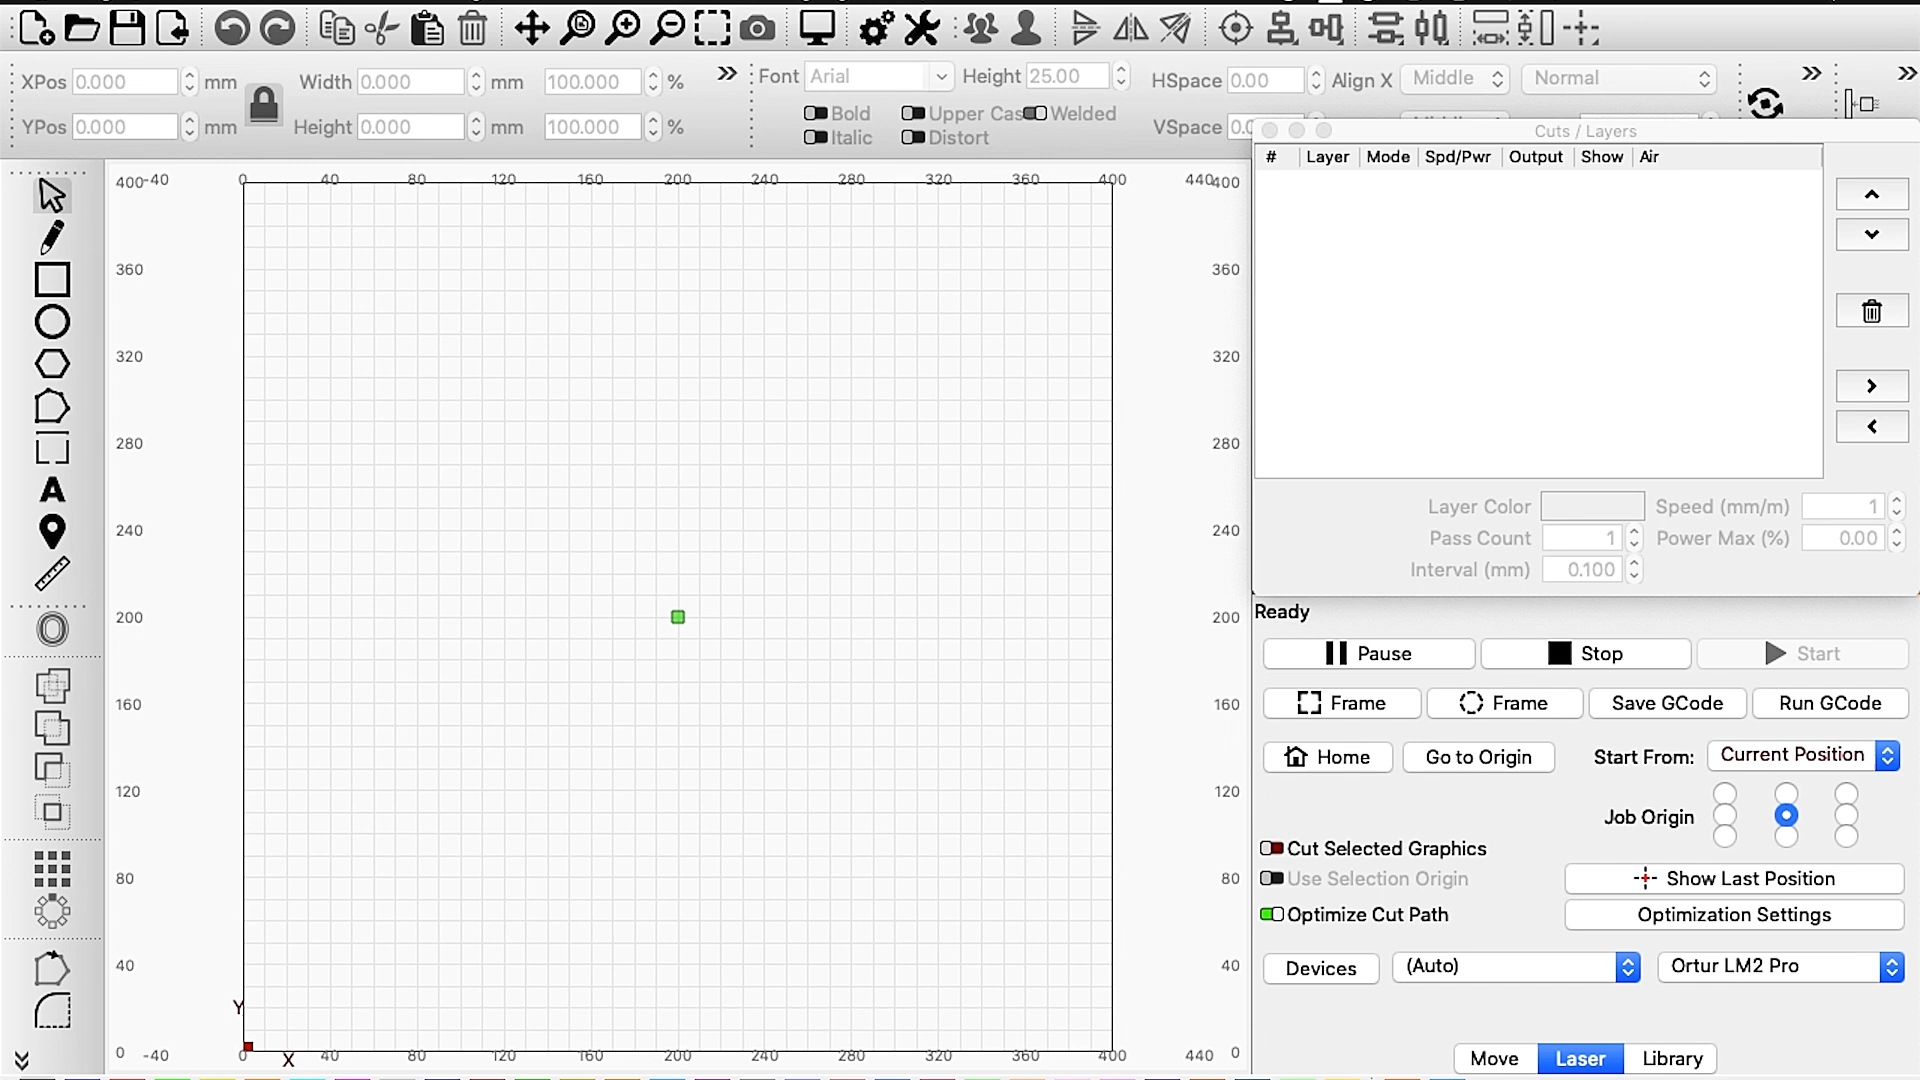 XPos 0.000 mm Width 0.000 mm 100.000 % Font Arial Height 25.00 HSpace 0.00 Align X Middle Normal
Bold Upper Cas Welded
YPos 0.000 mm Height 0.000 mm 100.000 % Italic Distort VSpace
Cuts / Layers
# Layer Mode Spd/Pwr Output Show Air
400 -40 0 40 80 120 160 200 240 280 320 360 400 440 400
360 360
320 320
280 280
240 240
200 200
160 160
120 120
80 80
40 40
Y
0 -40 0 X 40 80 120 160 200 240 280 320 360 400 440 0
Layer Color Speed (mm/m) 1
Pass Count 1 Power Max (%) 0.00
Interval (mm) 0.100
Ready
Pause Stop Start
Frame Frame Save GCode Run GCode
Home Go to Origin Start From: Current Position
Job Origin
Cut Selected Graphics
Use Selection Origin Show Last Position
Optimize Cut Path Optimization Settings
Devices (Auto) Ortur LM2 Pro
Move Laser Library